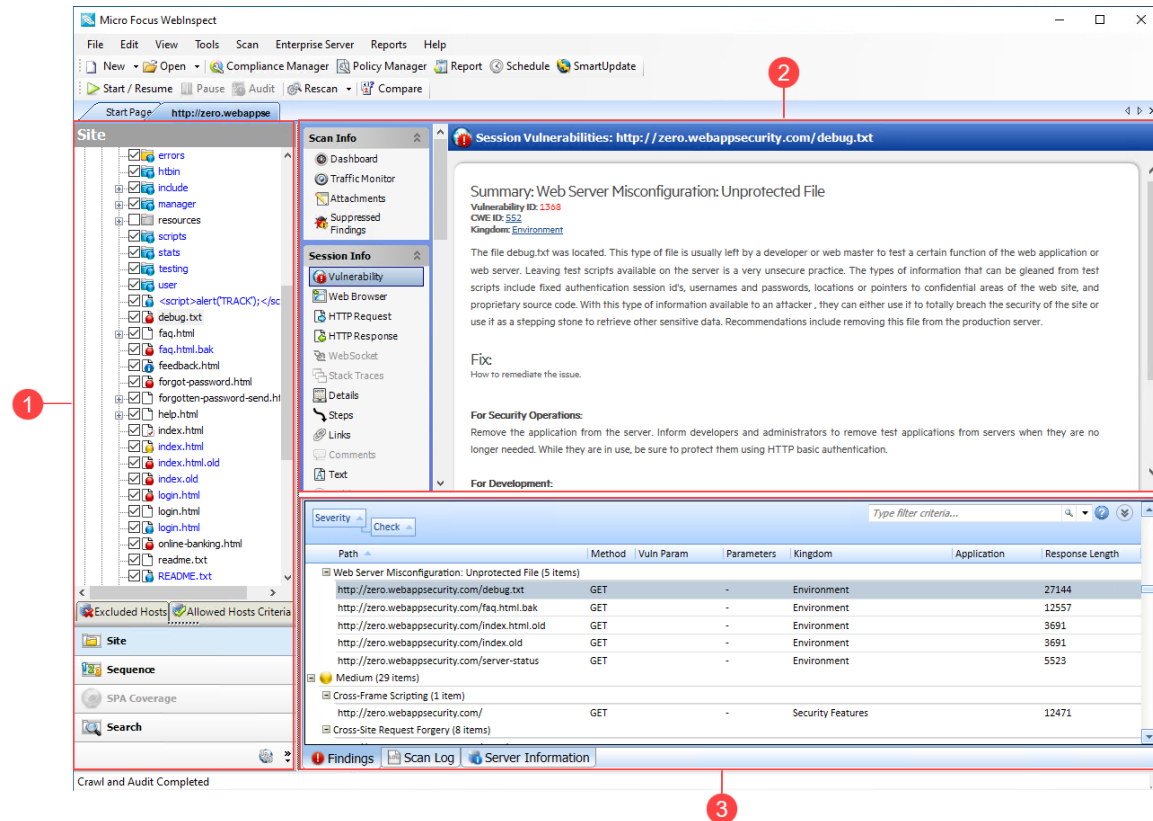 Micro Focus WebInspect
File Edit View Tools Scan Enterprise Server Reports Help
New Open Compliance Manager Policy Manager Report Schedule SmartUpdate
Start / Resume Pause Audit Rescan Compare
2
Start Page http://zero.webappse
Site
errors
htbin
include
manager
resources
scripts
stats
testing
user
<script>alert('TRACK');</sc
debug.txt
faq.html
faq.html.bak
feedback.html
forgot-password.html
forgotten-password-send.ht
help.html
index.html
index.html
index.html.old
index.old
login.html
login.html
login.html
online-banking.html
readme.txt
README.txt
1
Excluded Hosts Allowed Hosts Criteria
Site
Sequence
SPA Coverage
Search
Scan Info
Dashboard
Traffic Monitor
Attachments
Suppressed
Findings
Session Info
Vulnerability
Web Browser
HTTP Request
HTTP Response
WebSocket
Stack Traces
Details
Steps
Links
Comments
Text
Session Vulnerabilities: http://zero.webappsecurity.com/debug.txt
Summary: Web Server Misconfiguration: Unprotected File
Vulnerability ID: 1368
CWE ID: 552
Kingdom: Environment
The file debug.txt was located. This type of file is usually left by a developer or web master to test a certain function of the web application or
web server. Leaving test scripts available on the server is a very unsecure practice. The types of information that can be gleaned from test
scripts include fixed authentication session id's, usernames and passwords, locations or pointers to confidential areas of the web site, and
proprietary source code. With this type of information available to an attacker , they can either use it to totally breach the security of the site or
use it as a stepping stone to retrieve other sensitive data. Recommendations include removing this file from the production server.
Fix:
How to remediate the issue.
For Security Operations:
Remove the application from the server. Inform developers and administrators to remove test applications from servers when they are no
longer needed. While they are in use, be sure to protect them using HTTP basic authentication.
For Development:
Severity Check Type filter criteria...
Path Method Vuln Param Parameters Kingdom Application Response Length
Web Server Misconfiguration: Unprotected File (5 items)
http://zero.webappsecurity.com/debug.txt GET - Environment 27144
http://zero.webappsecurity.com/faq.html.bak GET - Environment 12557
http://zero.webappsecurity.com/index.html.old GET - Environment 3691
http://zero.webappsecurity.com/index.old GET - Environment 3691
http://zero.webappsecurity.com/server-status GET - Environment 5523
Medium (29 items)
Cross-Frame Scripting (1 item)
http://zero.webappsecurity.com/ GET - Security Features 12471
Cross-Site Request Forgery (8 items)
Findings Scan Log Server Information
Crawl and Audit Completed
3